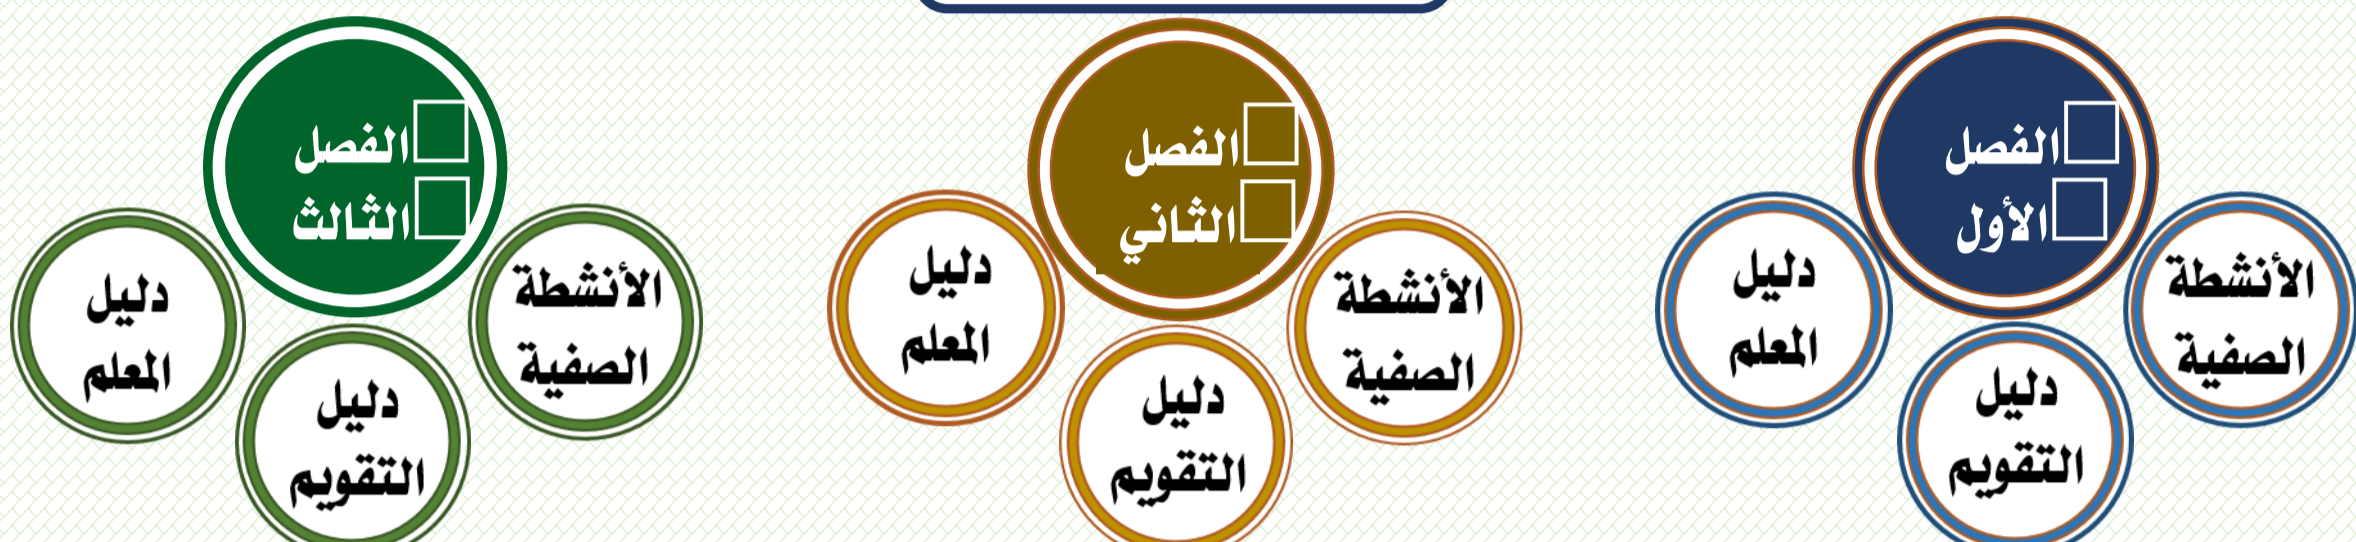 الفصل
الأول
الأنشطة
الصفية
دليل
التقويم
دليل
المعلم
الفصل
الثاني
الأنشطة
الصفية
دليل
التقويم
دليل
المعلم
الفصل
الثالث
الأنشطة
الصفية
دليل
التقويم
دليل
المعلم